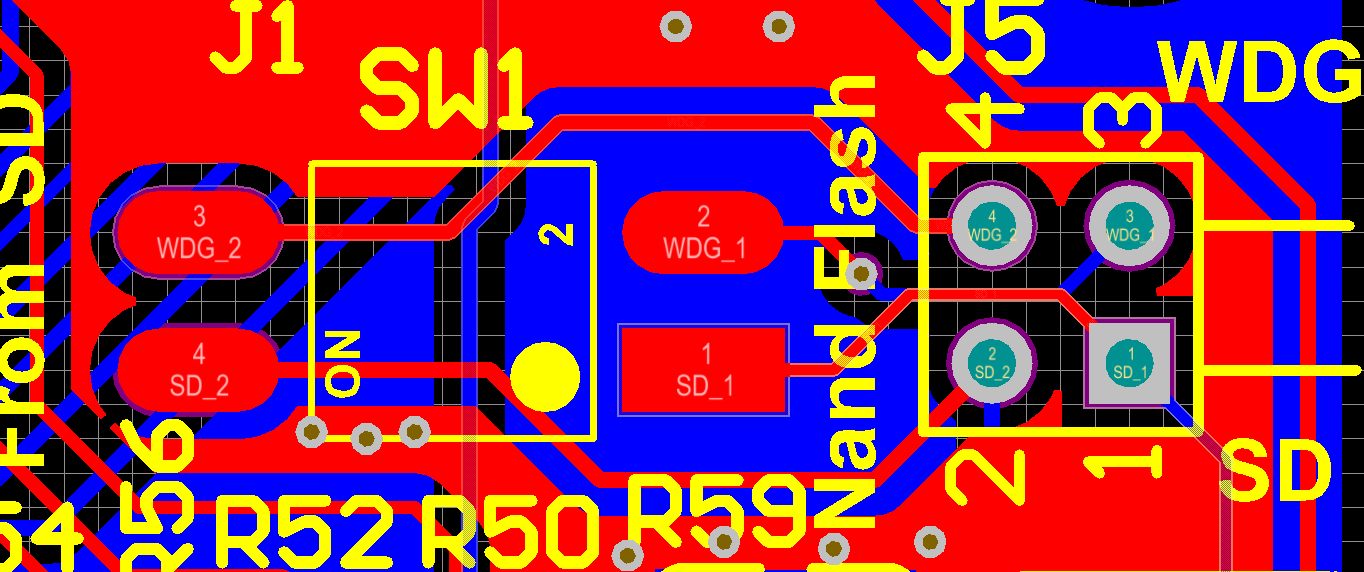 J1
SW1
J5
WDG
4
3
From SD
Nand Flash
3
WDG_2
2
2
WDG_1
4
WDG_2
3
WDG_1
4
SD_2
ON
1
SD_1
2
SD_2
1
SD_1
2
1
SD
R56
R52
R50
R59
54